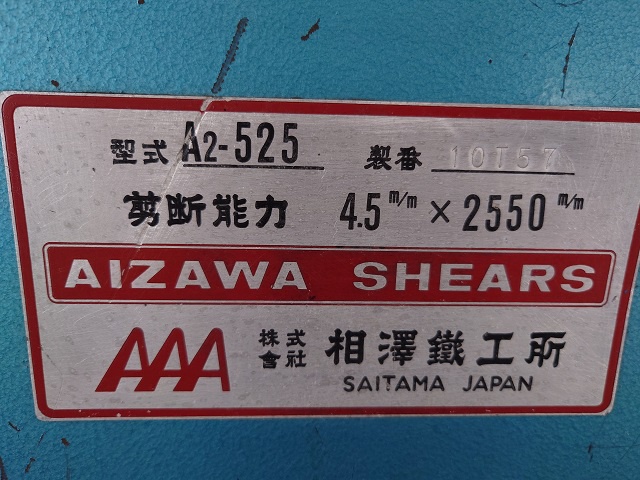 型式 A2-525 製番 10T57
剪断能力 4.5m/m × 2550m/m
AIZAWA SHEARS
AAA 株式會社 相澤鐵工所
SAITAMA JAPAN